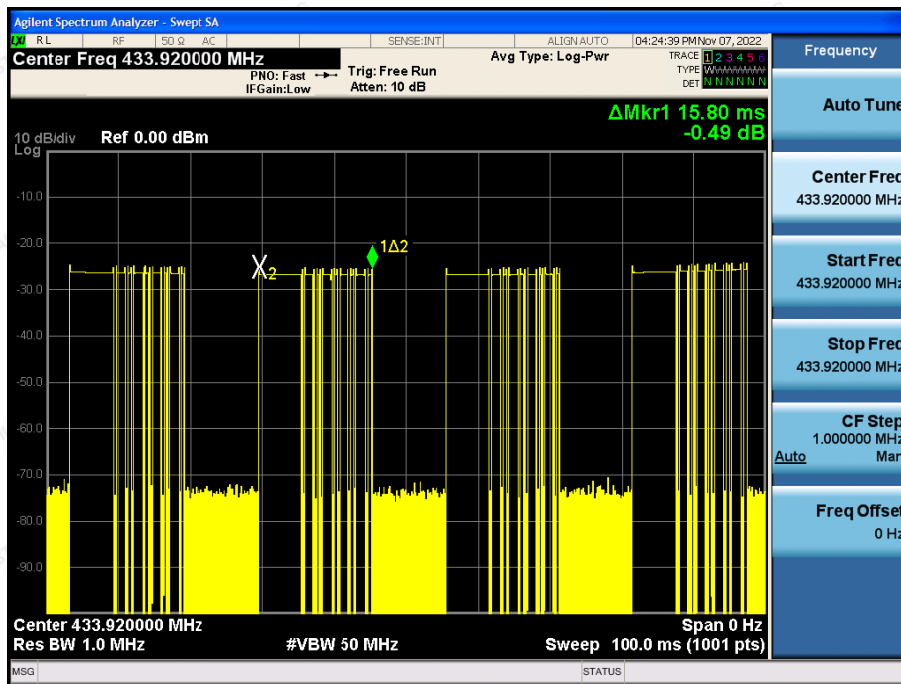 Agilent Spectrum Analyzer - Swept SA
LXI RL RF 50 Ω AC SENSE:INT ALIGN AUTO 04:24:39 PM Nov 07, 2022
Center Freq 433.920000 MHz
PNO: Fast
IFGain:Low
Trig: Free Run
Atten: 10 dB
Avg Type: Log-Pwr
TRACE 1 2 3 4 5 6
TYPE W
DET N N N N N N
ΔMkr1 15.80 ms
-0.49 dB
10 dB/div Ref 0.00 dBm
Log
-10.0
-20.0
-30.0
-40.0
-50.0
-60.0
-70.0
-80.0
-90.0
X2
1Δ2
Center 433.920000 MHz Span 0 Hz
Res BW 1.0 MHz #VBW 50 MHz Sweep 100.0 ms (1001 pts)
MSG STATUS
Frequency
Auto Tune
Center Freq
433.920000 MHz
Start Freq
433.920000 MHz
Stop Freq
433.920000 MHz
CF Step
1.000000 MHz
Auto Man
Freq Offset
0 Hz